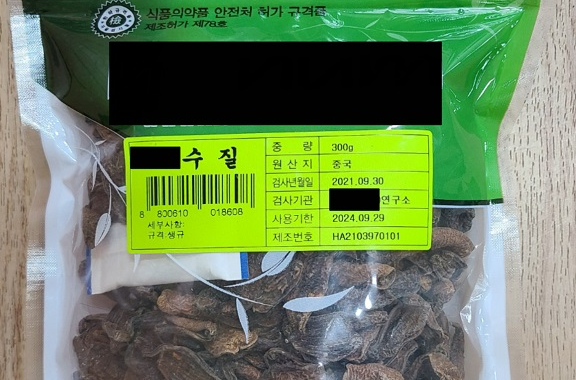 식품의약품 안전처 허가 규격품
제조허가 제78호
수 질
8 800610 018608
세부사항:
규격:생규
중 량 300g
원 산 지 중국
검사년월일 2021.09.30
검사기관 연구소
사용기한 2024.09.29
제조번호 HA2103970101